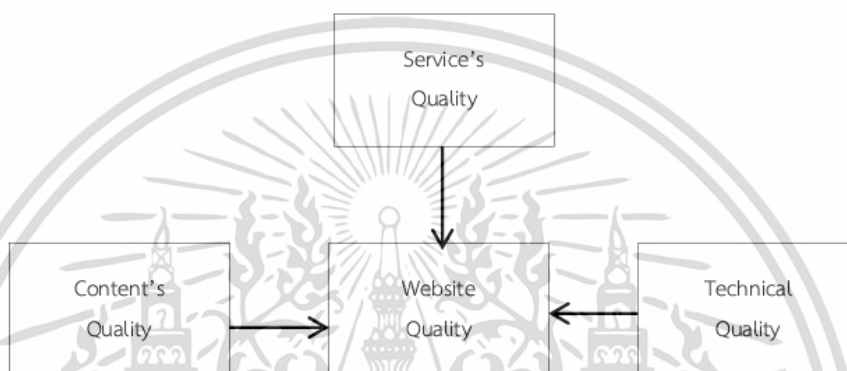 Service's
Quality
Content's
Quality
Website
Quality
Technical
Quality